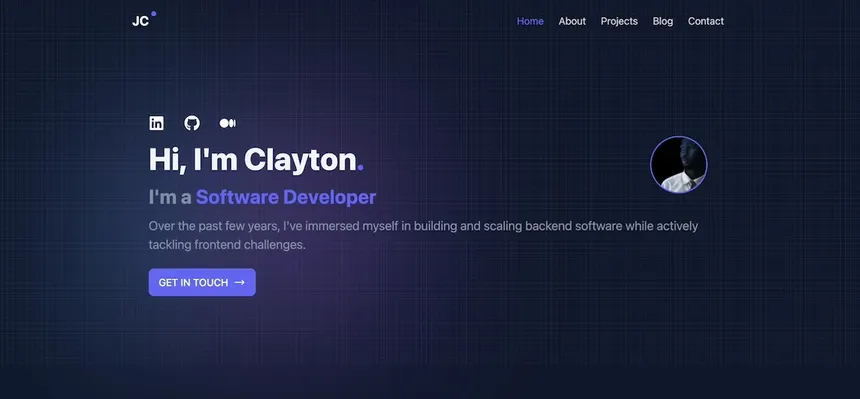 JC
Home About Projects Blog Contact
Hi, I'm Clayton.
I'm a Software Developer
Over the past few years, I've immersed myself in building and scaling backend software while actively
tackling frontend challenges.
GET IN TOUCH →